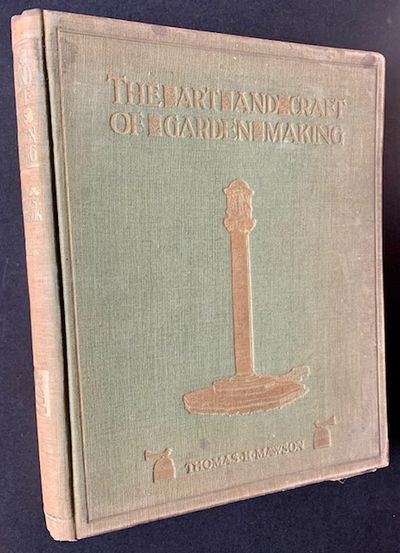 THE ART AND CRAFT
OF GARDEN MAKING
THOMAS·H·MAWSON